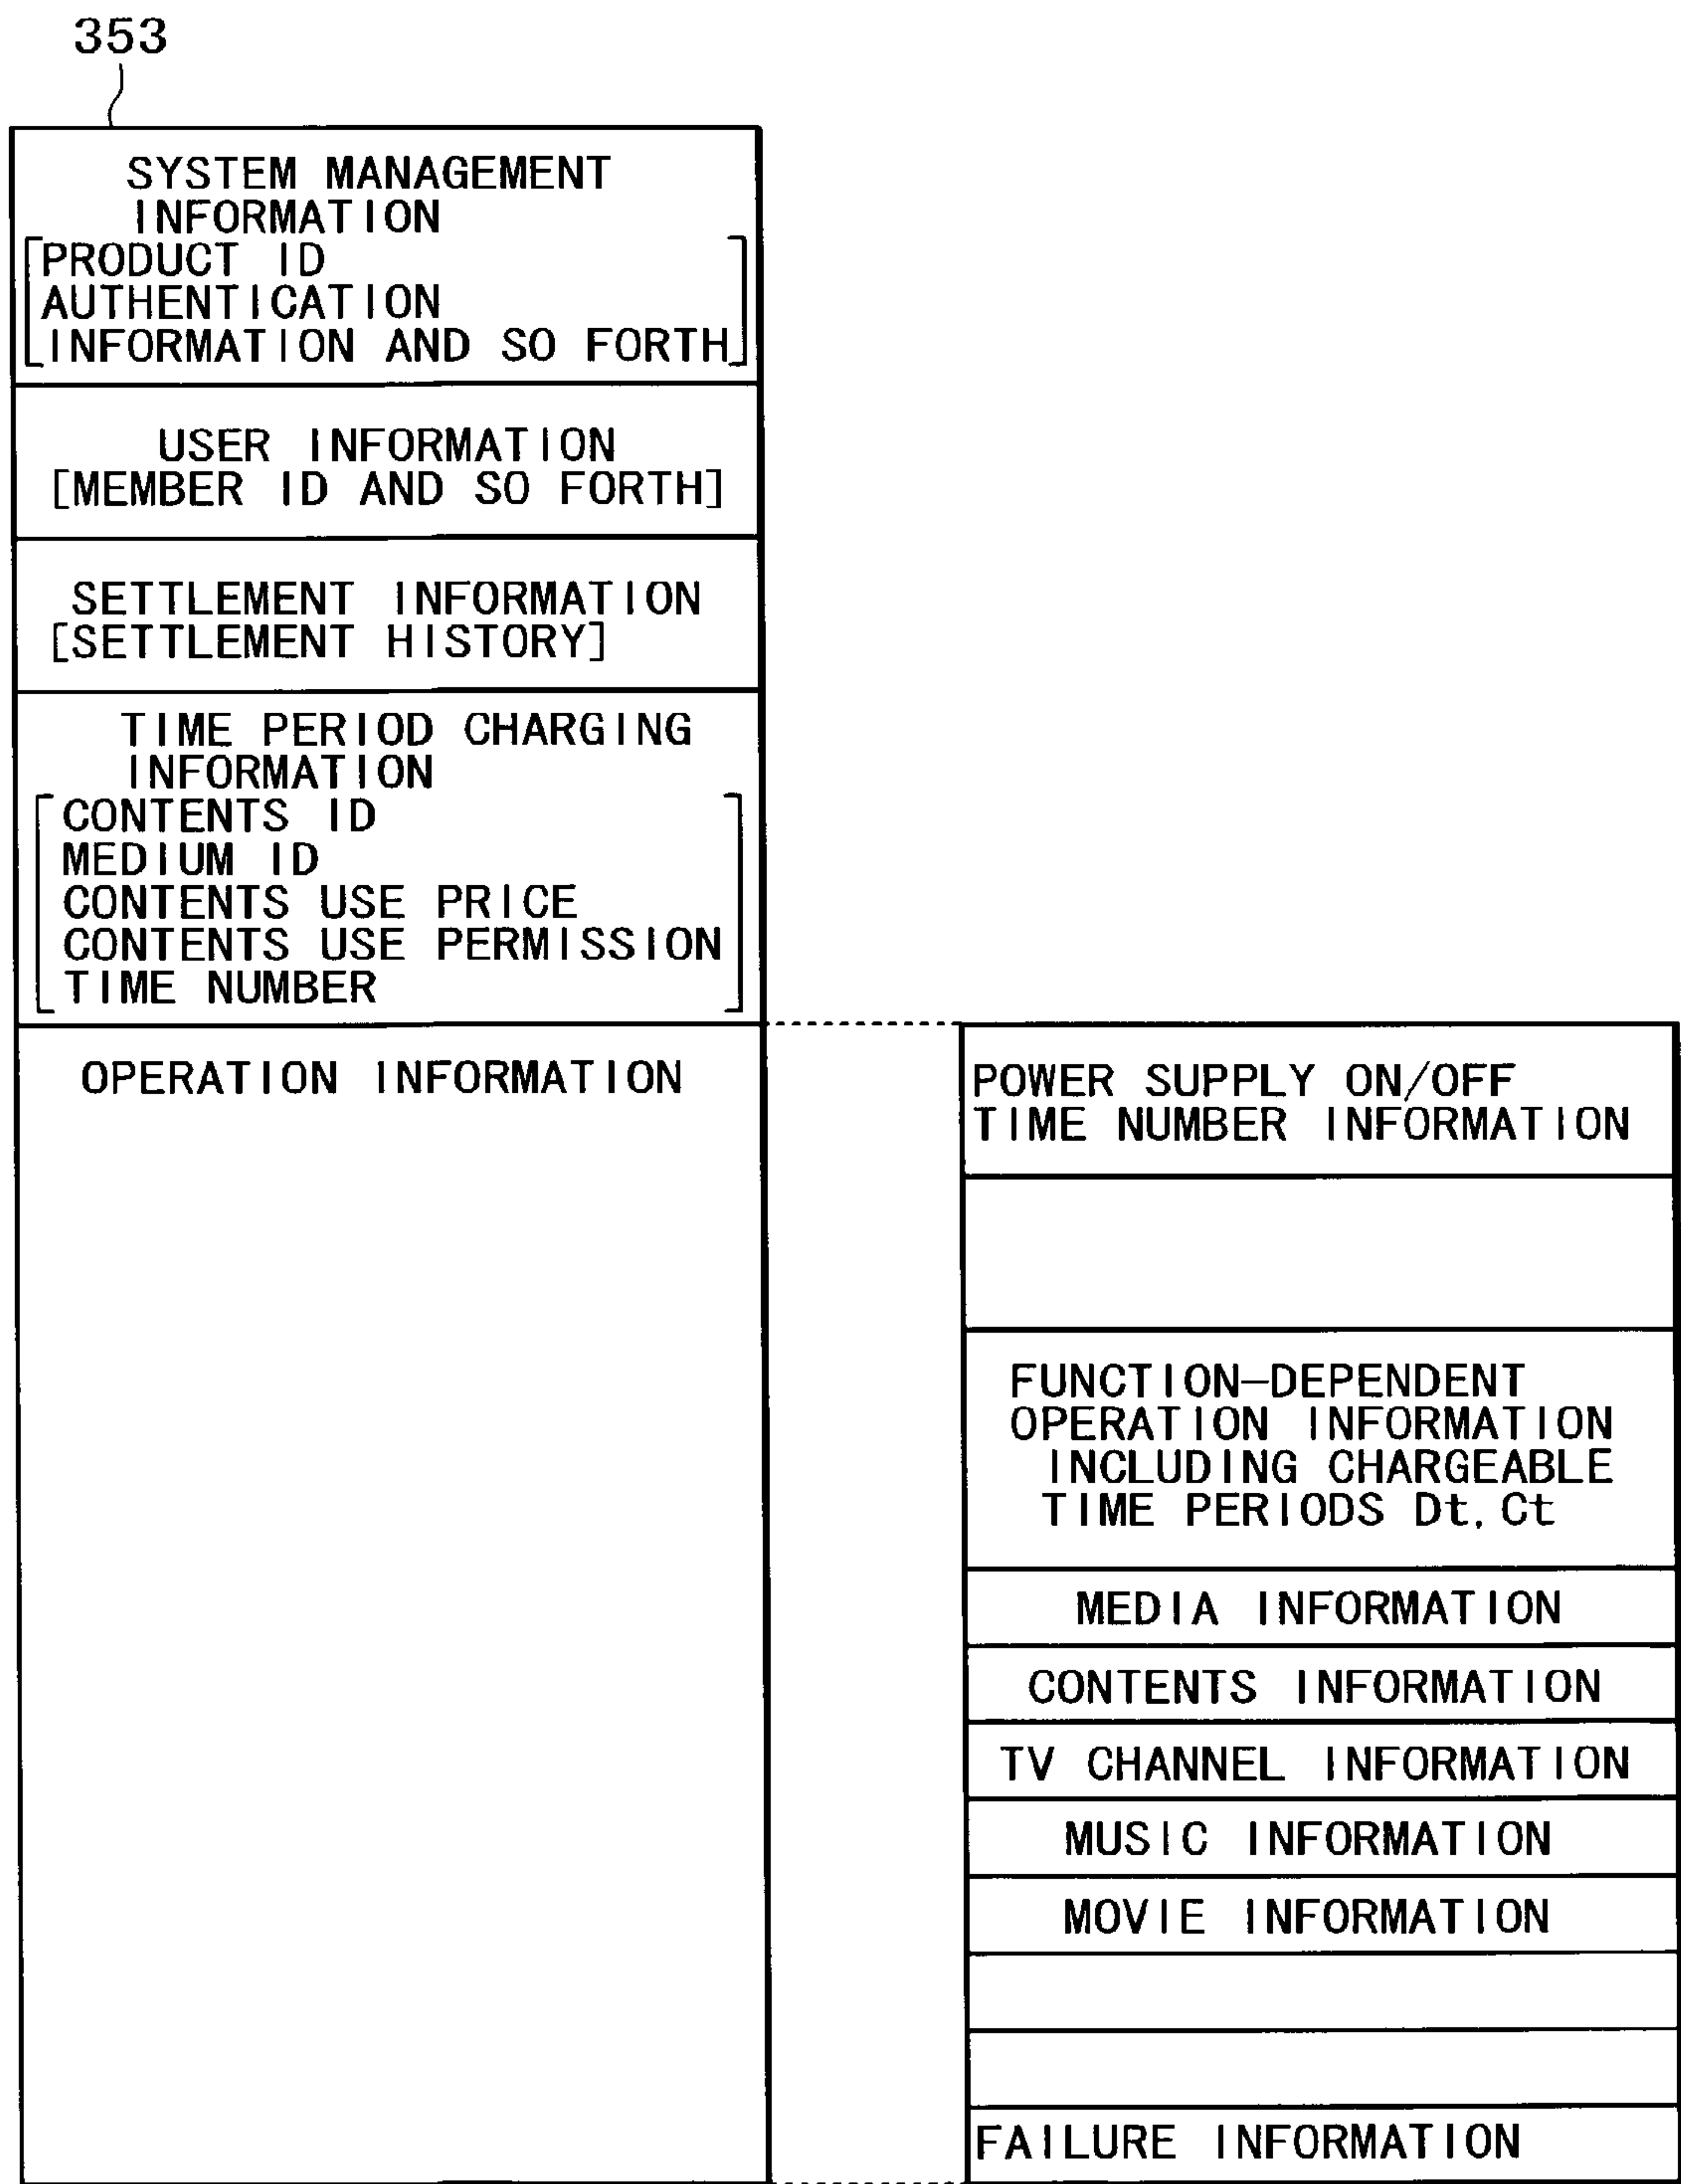 353
SYSTEM MANAGEMENT
INFORMATION
[PRODUCT ID
AUTHENTICATION
INFORMATION AND SO FORTH]
USER INFORMATION
[MEMBER ID AND SO FORTH]
SETTLEMENT INFORMATION
[SETTLEMENT HISTORY]
TIME PERIOD CHARGING
INFORMATION
[CONTENTS ID
MEDIUM ID
CONTENTS USE PRICE
CONTENTS USE PERMISSION
TIME NUMBER]
OPERATION INFORMATION
POWER SUPPLY ON/OFF
TIME NUMBER INFORMATION
FUNCTION-DEPENDENT
OPERATION INFORMATION
INCLUDING CHARGEABLE
TIME PERIODS Dt, Ct
MEDIA INFORMATION
CONTENTS INFORMATION
TV CHANNEL INFORMATION
MUSIC INFORMATION
MOVIE INFORMATION
FAILURE INFORMATION